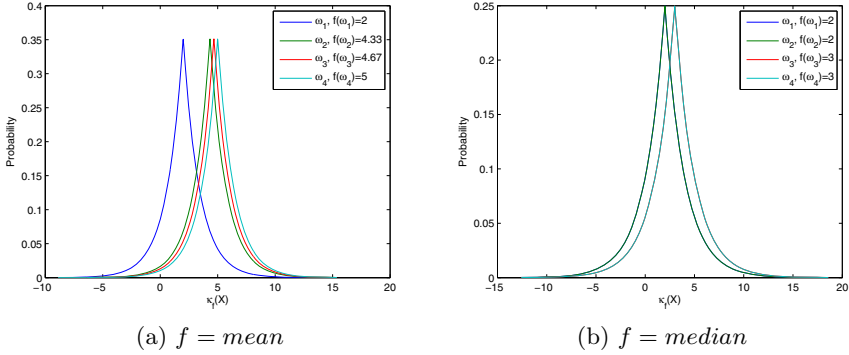 0.4
0.35
0.3
0.25
0.2
0.15
0.1
0.05
0
Probability
−10 −5 0 5 10 15 20
κf(X)
ω1, f(ω1)=2
ω2, f(ω2)=4.33
ω3, f(ω3)=4.67
ω4, f(ω4)=5
(a) f = mean
0.25
0.2
0.15
0.1
0.05
0
Probability
−15 −10 −5 0 5 10 15 20
κf(X)
ω1, f(ω1)=2
ω2, f(ω2)=2
ω3, f(ω3)=3
ω4, f(ω4)=3
(b) f = median